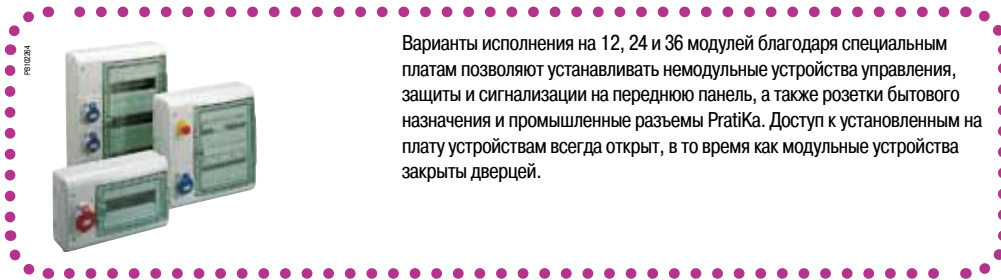 PB102264
Варианты исполнения на 12, 24 и 36 модулей благодаря специальным
платам позволяют устанавливать немодульные устройства управления,
защиты и сигнализации на переднюю панель, а также розетки бытового
назначения и промышленные разъемы PratiKa. Доступ к установленным на
плату устройствам всегда открыт, в то время как модульные устройства
закрыты дверцей.